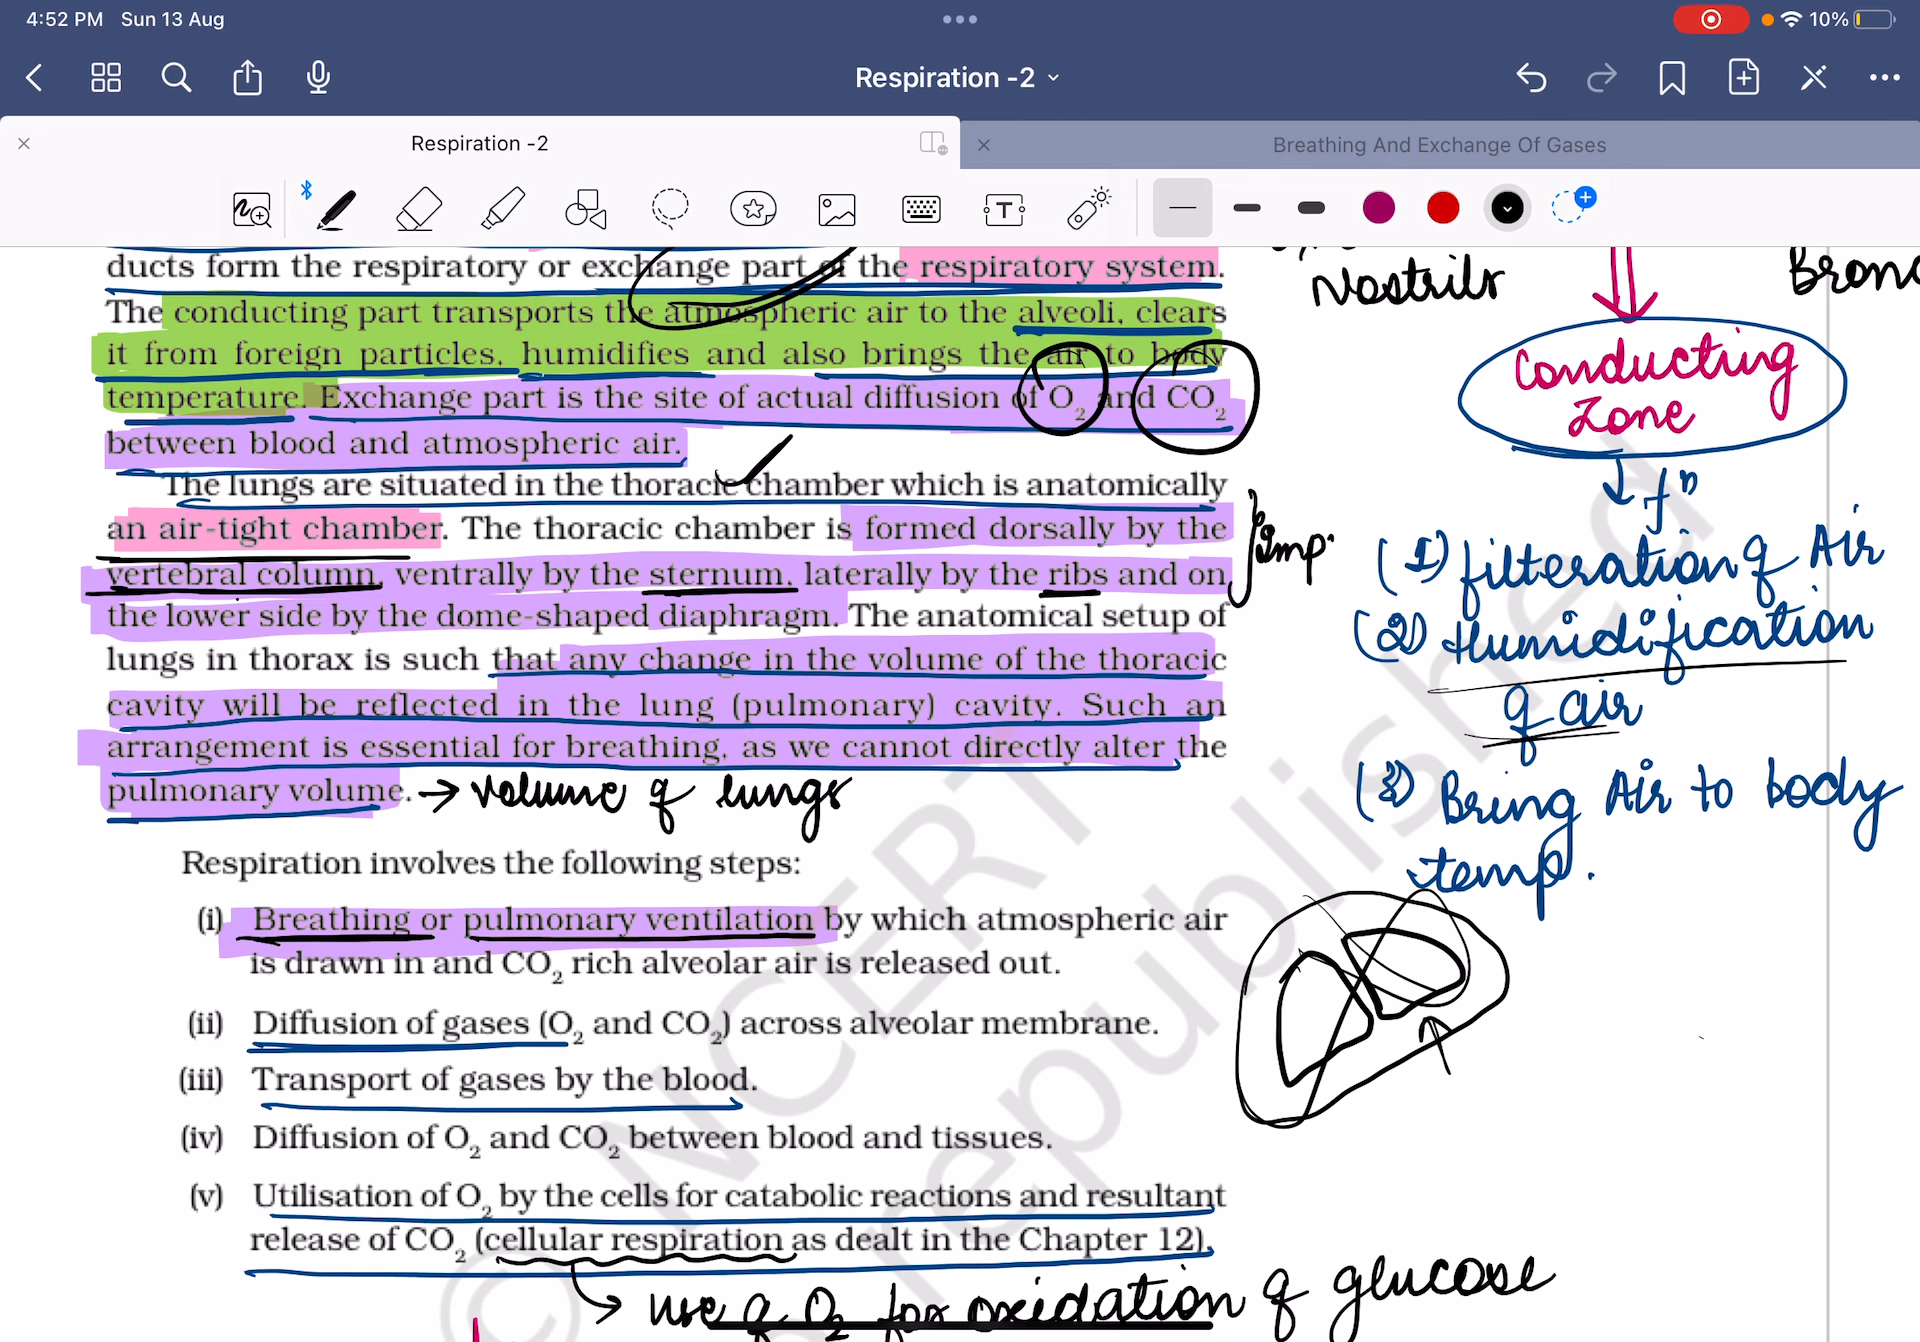 4:52 PM Sun 13 Aug
10%
Respiration -2
Respiration -2
Breathing And Exchange Of Gases
ducts form the respiratory or exchange part of the respiratory system.
The conducting part transports the atmospheric air to the alveoli, clears
it from foreign particles, humidifies and also brings the air to body
temperature. Exchange part is the site of actual diffusion of O2 and CO2
between blood and atmospheric air.
The lungs are situated in the thoracic chamber which is anatomically
an air-tight chamber. The thoracic chamber is formed dorsally by the
vertebral column, ventrally by the sternum, laterally by the ribs and on
the lower side by the dome-shaped diaphragm. The anatomical setup of
lungs in thorax is such that any change in the volume of the thoracic
cavity will be reflected in the lung (pulmonary) cavity. Such an
arrangement is essential for breathing, as we cannot directly alter the
pulmonary volume. → volume of lungs
Respiration involves the following steps:
(i) Breathing or pulmonary ventilation by which atmospheric air
is drawn in and CO2 rich alveolar air is released out.
(ii) Diffusion of gases (O2 and CO2) across alveolar membrane.
(iii) Transport of gases by the blood.
(iv) Diffusion of O2 and CO2 between blood and tissues.
(v) Utilisation of O2 by the cells for catabolic reactions and resultant
release of CO2 (cellular respiration as dealt in the Chapter 12).
→ use of O2 for oxidation of glucose
Nostrils
Bronc
Conducting
Zone
↓ fn
Imp.
(1) filteration of Air
(2) Humidification
of air
(3) Bring Air to body
temp.
© NCERT
republished